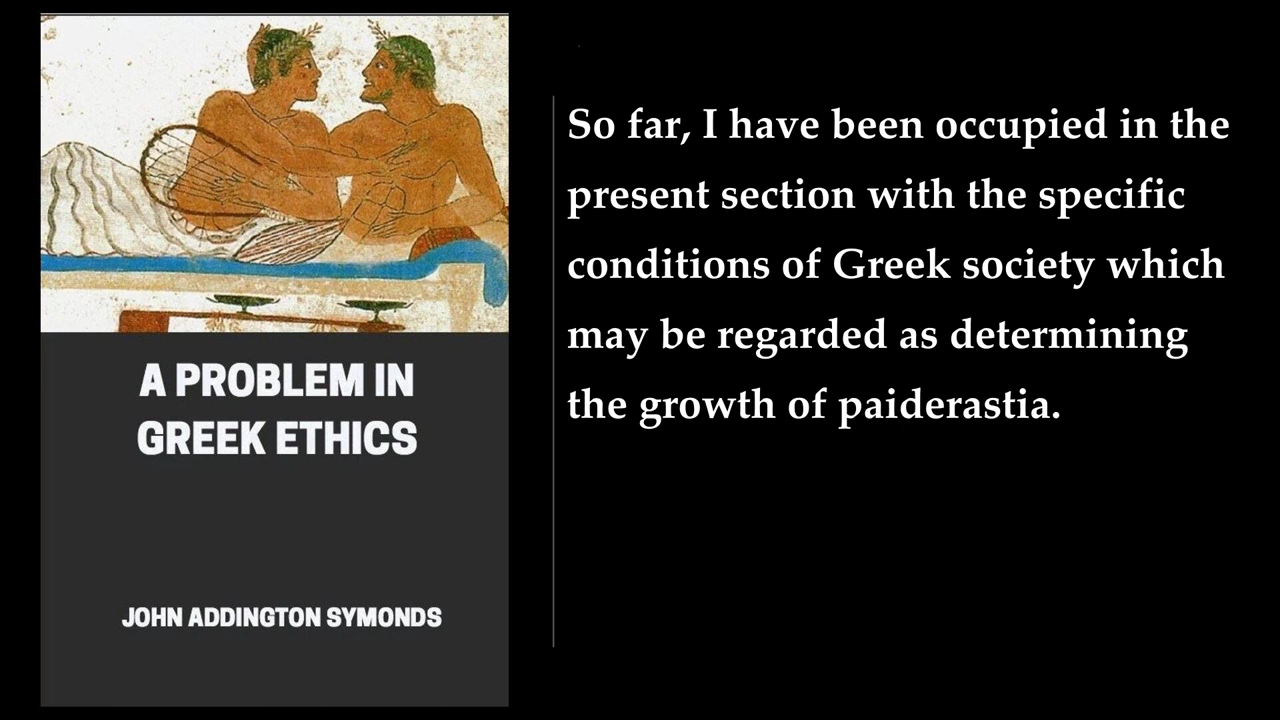 A PROBLEM IN
GREEK ETHICS
JOHN ADDINGTON SYMONDS
So far, I have been occupied in the
present section with the specific
conditions of Greek society which
may be regarded as determining
the growth of paiderastia.